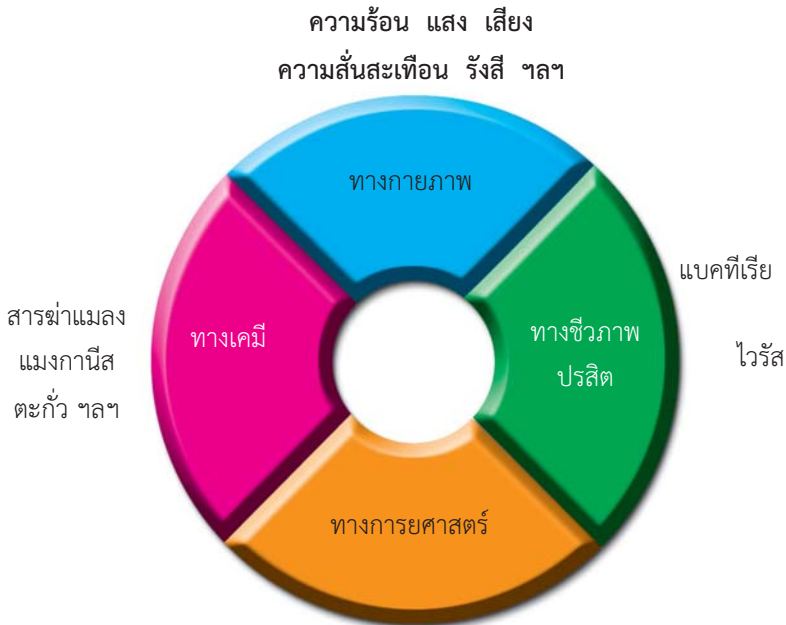 ความร้อน แสง เสียง
ความสั่นสะเทือน รังสี ฯลฯ
ทางกายภาพ
สารฆ่าแมลง
แมงกานีส
ตะกั่ว ฯลฯ
ทางเคมี
ทางชีวภาพ
ปรสิต
แบคทีเรีย
ไวรัส
ทางการยศาสตร์